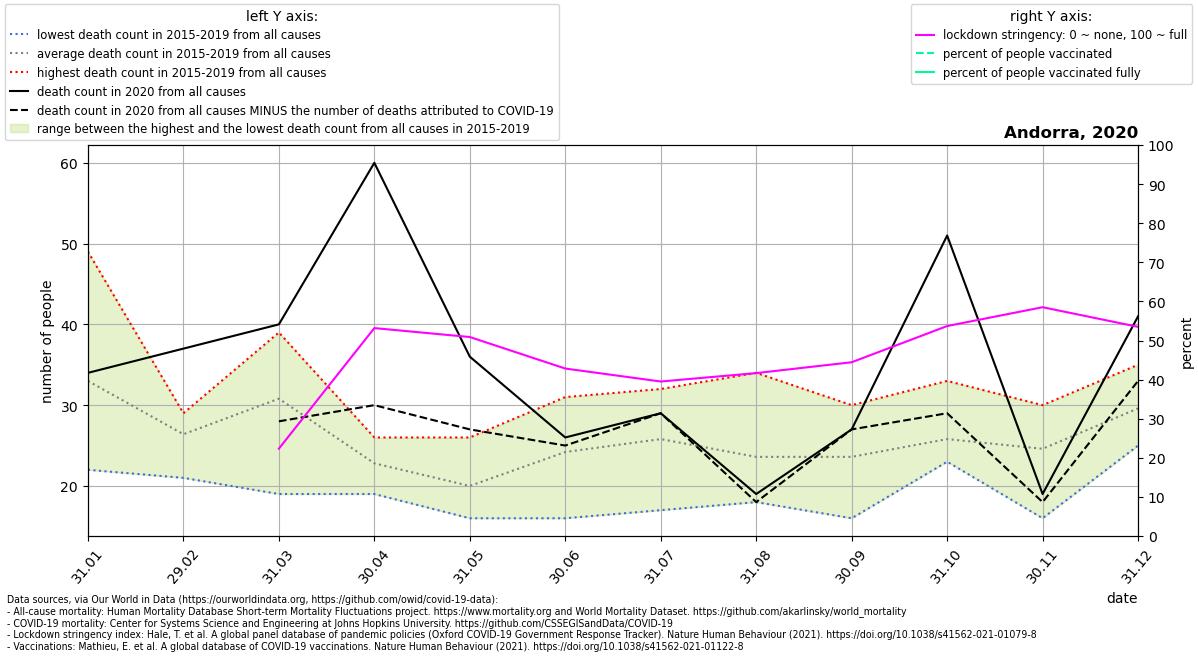 left Y axis:
lowest death count in 2015-2019 from all causes
average death count in 2015-2019 from all causes
highest death count in 2015-2019 from all causes
death count in 2020 from all causes
death count in 2020 from all causes MINUS the number of deaths attributed to COVID-19
range between the highest and the lowest death count from all causes in 2015-2019
right Y axis:
lockdown stringency: 0 ~ none, 100 ~ full
percent of people vaccinated
percent of people vaccinated fully
Andorra, 2020
number of people
60
50
40
30
20
100
90
80
70
60
50
40
30
20
10
0
percent
31.01
29.02
31.03
30.04
31.05
30.06
31.07
31.08
30.09
31.10
30.11
31.12
date
Data sources, via Our World in Data (https://ourworldindata.org, https://github.com/owid/covid-19-data):
- All-cause mortality: Human Mortality Database Short-term Mortality Fluctuations project. https://www.mortality.org and World Mortality Dataset. https://github.com/akarlinsky/world_mortality
- COVID-19 mortality: Center for Systems Science and Engineering at Johns Hopkins University. https://github.com/CSSEGISandData/COVID-19
- Lockdown stringency index: Hale, T. et al. A global panel database of pandemic policies (Oxford COVID-19 Government Response Tracker). Nature Human Behaviour (2021). https://doi.org/10.1038/s41562-021-01079-8
- Vaccinations: Mathieu, E. et al. A global database of COVID-19 vaccinations. Nature Human Behaviour (2021). https://doi.org/10.1038/s41562-021-01122-8